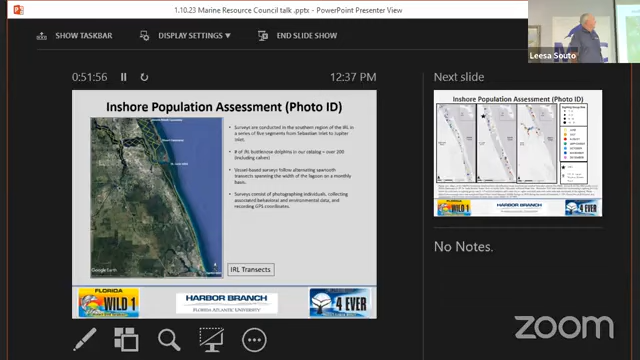 1.10.23 Marine Resource Council talk .pptx - PowerPoint Presenter View
SHOW TASKBAR
DISPLAY SETTINGS
END SLIDE SHOW
Leesa Souto
0:51:56
12:37 PM
Inshore Population Assessment (Photo ID)
Surveys are conducted in the southern region of the IRL in
a series of five segments from Sebastian Inlet to Jupiter
Inlet.
# of IRL bottlenose dolphins in our catalog = over 200
(including calves)
Vessel-based surveys follow alternating sawtooth
transects spanning the width of the lagoon on a monthly
basis.
Surveys consist of photographing individuals, collecting
associated behavioral and environmental data, and
recording GPS coordinates.
Google Earth
IRL Transects
FLORIDA
WILD 1
HARBOR BRANCH
FLORIDA ATLANTIC UNIVERSITY
4 EVER
Next slide
Inshore Population Assessment (Photo ID)
FLORIDA
WILD 1
HARBOR BRANCH
4 EVER
No Notes.
zoom